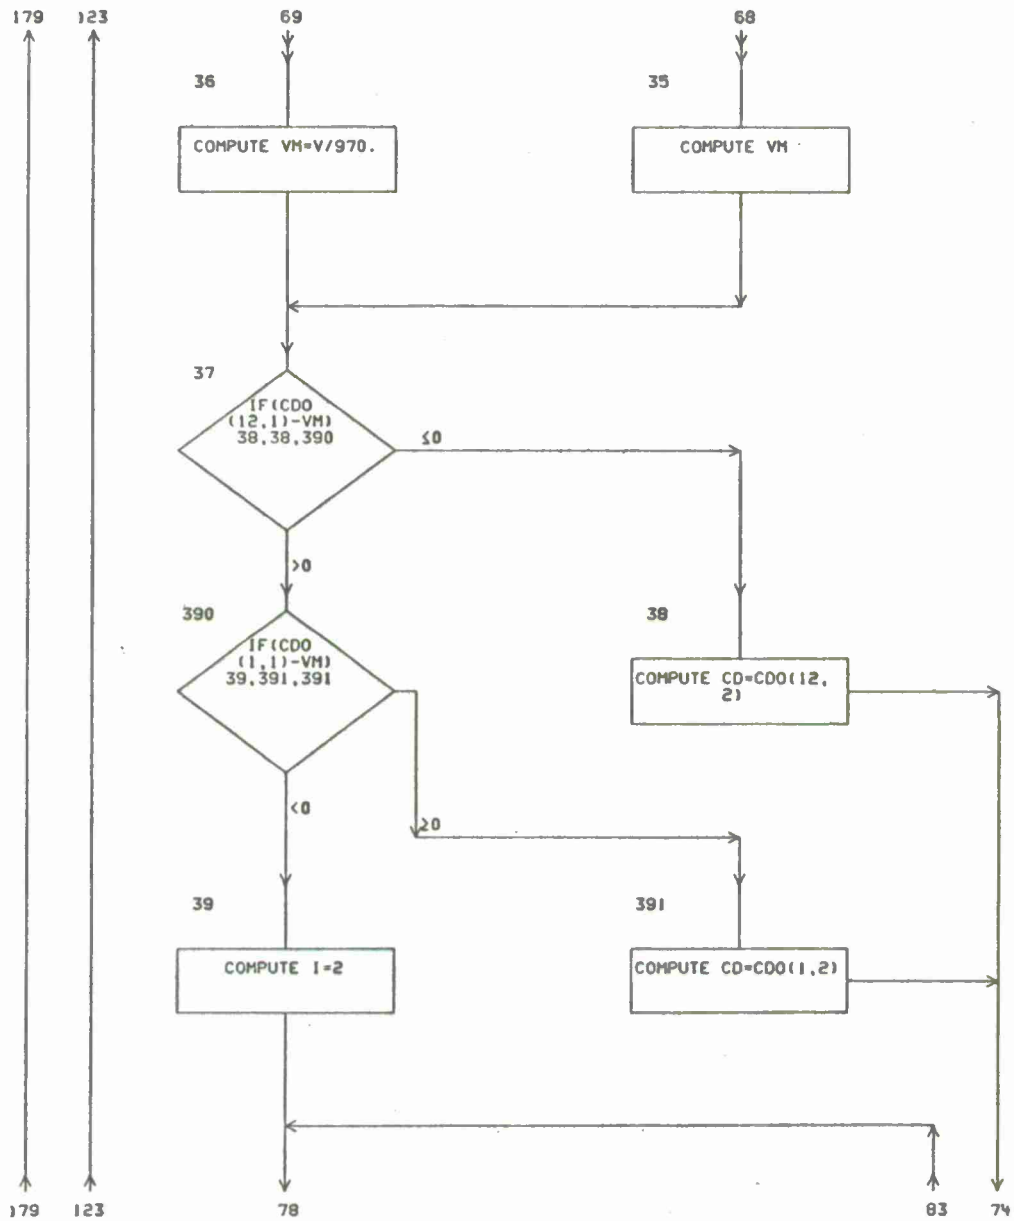 179 123 69 68
36 35
COMPUTE VM=V/970. COMPUTE VM
37
IF(CDO
(12,1)-VM)
38,38,390
≤0
>0
390 38
IF(CDO
(1,1)-VM)
39,391,391
COMPUTE CD=CDO(12,
2)
<0
≥0
39 391
COMPUTE I=2 COMPUTE CD=CDO(1,2)
179 123 78 83 74